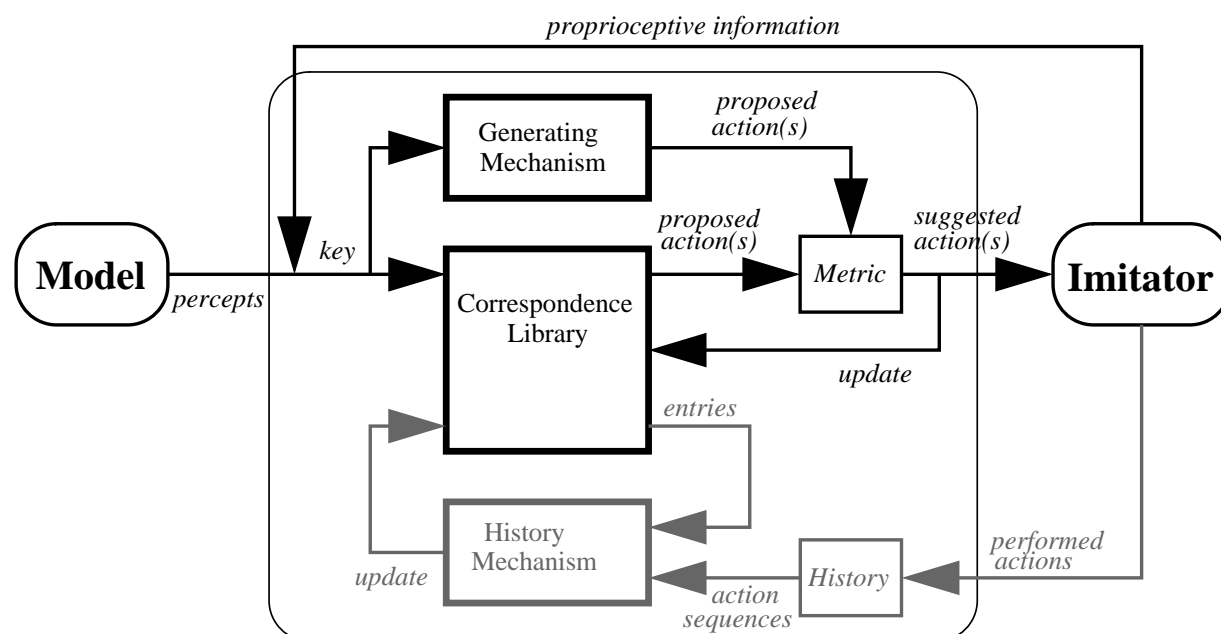 proprioceptive information
proposed
action(s)
Generating
Mechanism
key
proposed
action(s)
suggested
action(s)
Model
percepts
Correspondence
Library
Metric
Imitator
update
entries
History
Mechanism
update
action
sequences
History
performed
actions